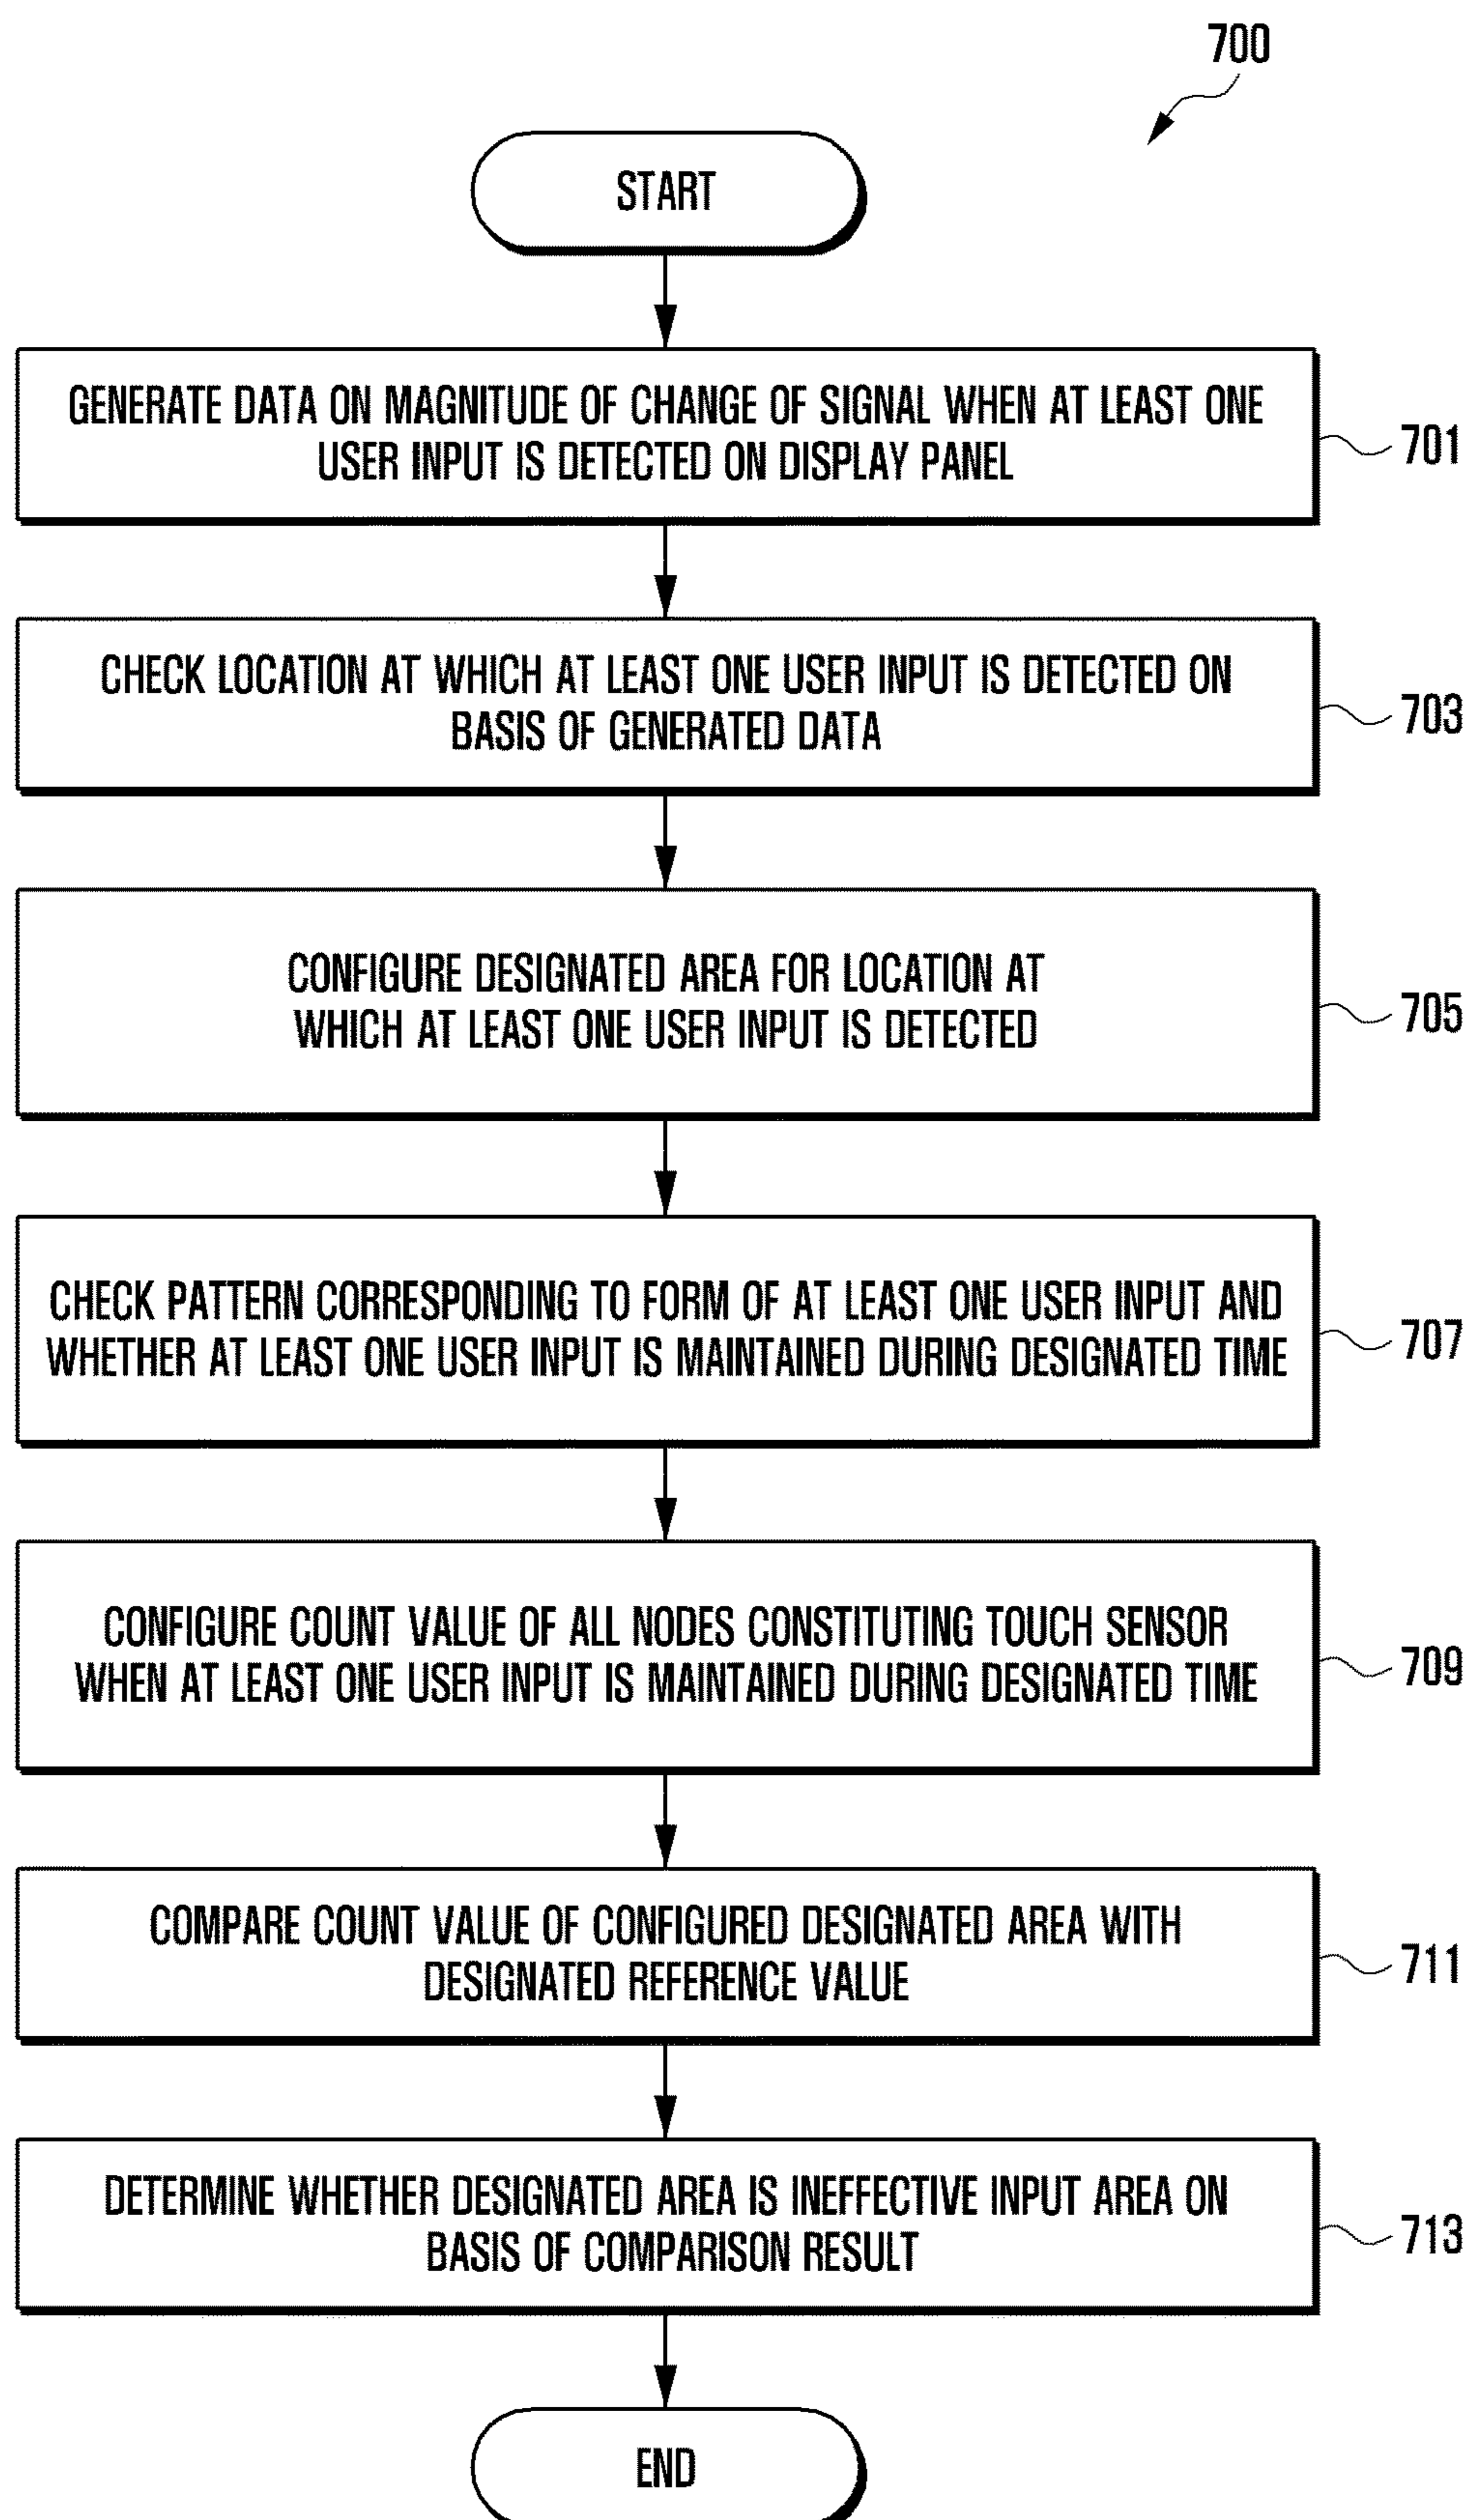 700
START
GENERATE DATA ON MAGNITUDE OF CHANGE OF SIGNAL WHEN AT LEAST ONE
USER INPUT IS DETECTED ON DISPLAY PANEL
701
CHECK LOCATION AT WHICH AT LEAST ONE USER INPUT IS DETECTED ON
BASIS OF GENERATED DATA
703
CONFIGURE DESIGNATED AREA FOR LOCATION AT
WHICH AT LEAST ONE USER INPUT IS DETECTED
705
CHECK PATTERN CORRESPONDING TO FORM OF AT LEAST ONE USER INPUT AND
WHETHER AT LEAST ONE USER INPUT IS MAINTAINED DURING DESIGNATED TIME
707
CONFIGURE COUNT VALUE OF ALL NODES CONSTITUTING TOUCH SENSOR
WHEN AT LEAST ONE USER INPUT IS MAINTAINED DURING DESIGNATED TIME
709
COMPARE COUNT VALUE OF CONFIGURED DESIGNATED AREA WITH
DESIGNATED REFERENCE VALUE
711
DETERMINE WHETHER DESIGNATED AREA IS INEFFECTIVE INPUT AREA ON
BASIS OF COMPARISON RESULT
713
END